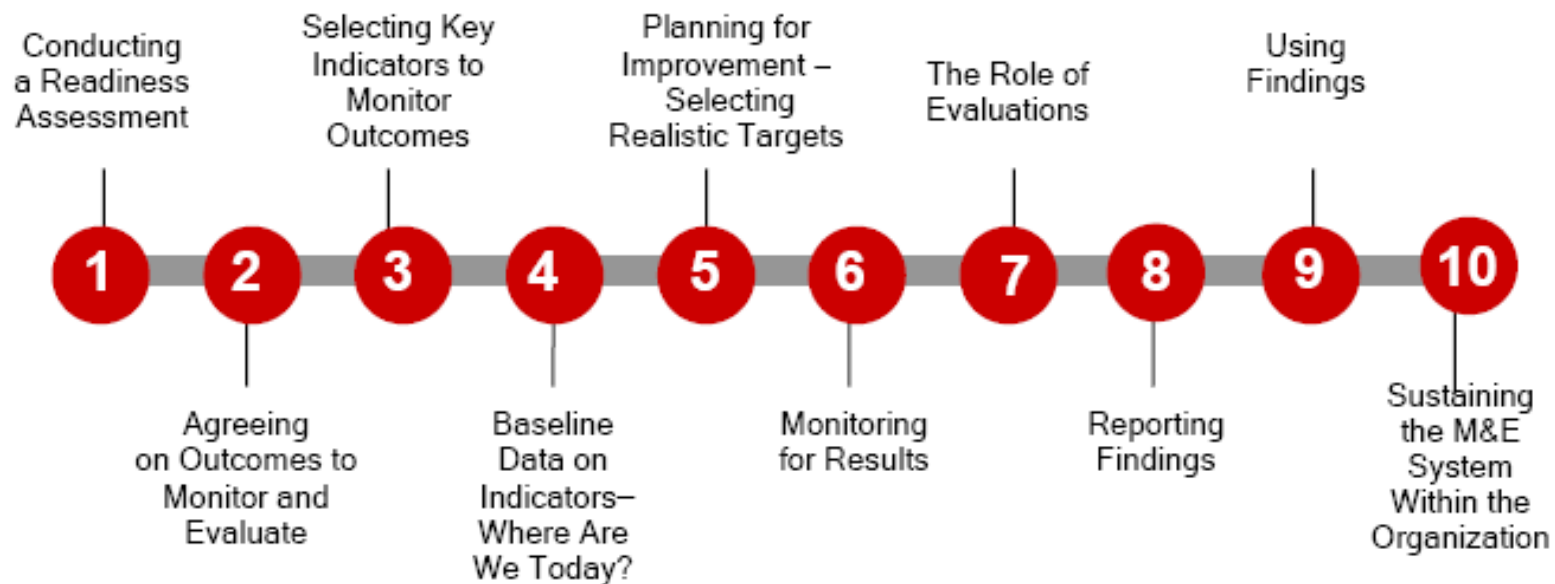 Conducting
a Readiness
Assessment
Selecting Key
Indicators to
Monitor
Outcomes
Planning for
Improvement –
Selecting
Realistic Targets
The Role of
Evaluations
Using
Findings
1
2
3
4
5
6
7
8
9
10
Agreeing
on Outcomes to
Monitor and
Evaluate
Baseline
Data on
Indicators–
Where Are
We Today?
Monitoring
for Results
Reporting
Findings
Sustaining
the M&E
System
Within the
Organization